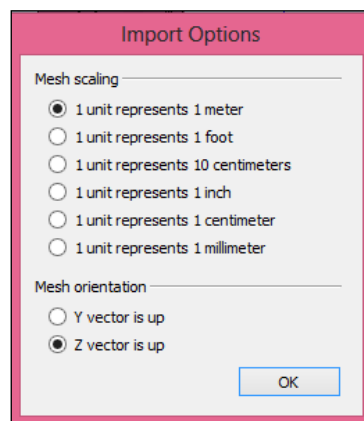 Import Options
Mesh scaling
1 unit represents 1 meter
1 unit represents 1 foot
1 unit represents 10 centimeters
1 unit represents 1 inch
1 unit represents 1 centimeter
1 unit represents 1 millimeter
Mesh orientation
Y vector is up
Z vector is up
OK